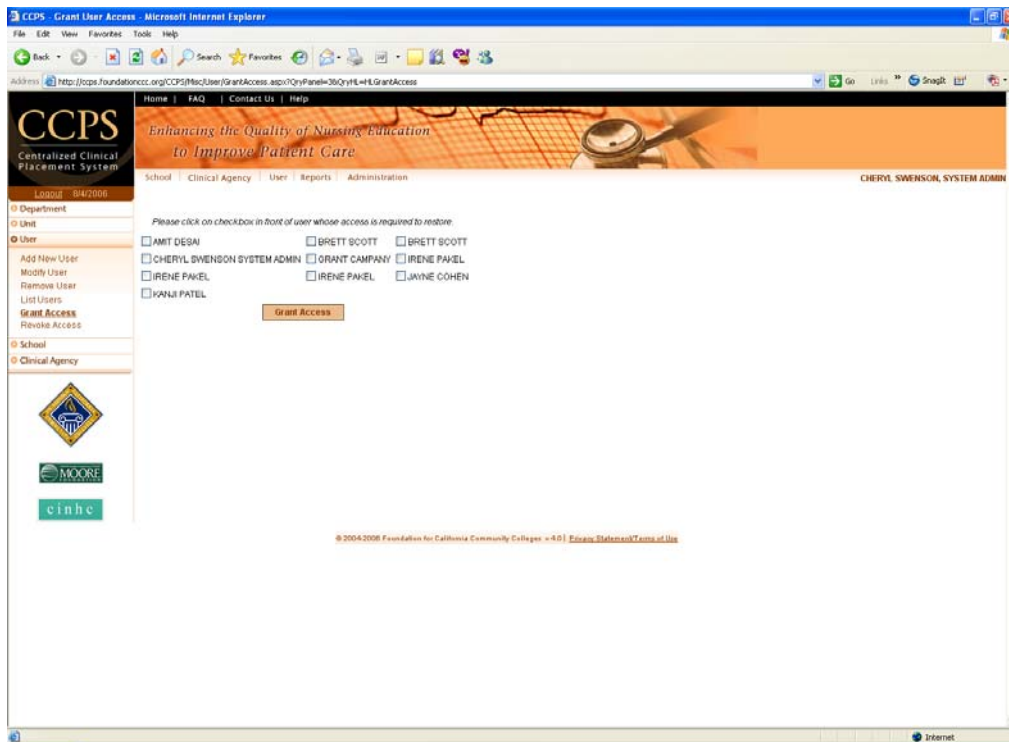 CCPS - Grant User Access - Microsoft Internet Explorer
File Edit View Favorites Tools Help
Back Search Favorites
Address http://ccps.foundationccc.org/CCPS/Misc/User/GrantAccess.aspx?QryPanel=3&QryHL=HLGrantAccess Go Links SnagIt
Home | FAQ | Contact Us | Help
CCPS
Centralized Clinical
Placement System
Enhancing the Quality of Nursing Education
to Improve Patient Care
Logout 8/4/2006
School Clinical Agency User Reports Administration
CHERYL SWENSON, SYSTEM ADMIN
Department
Unit
User
Add New User
Modify User
Remove User
List Users
Grant Access
Revoke Access
School
Clinical Agency
Please click on checkbox in front of user whose access is required to restore.
AMIT DESAI BRETT SCOTT BRETT SCOTT
CHERYL SWENSON SYSTEM ADMIN GRANT CAMPANY IRENE PAKEL
IRENE PAKEL IRENE PAKEL JAYNE COHEN
KANJI PATEL
Grant Access
MOORE
FOUNDATION
cinhc
© 2004-2006 Foundation for California Community Colleges v 4.0 | Privacy Statement/Terms of Use
Internet